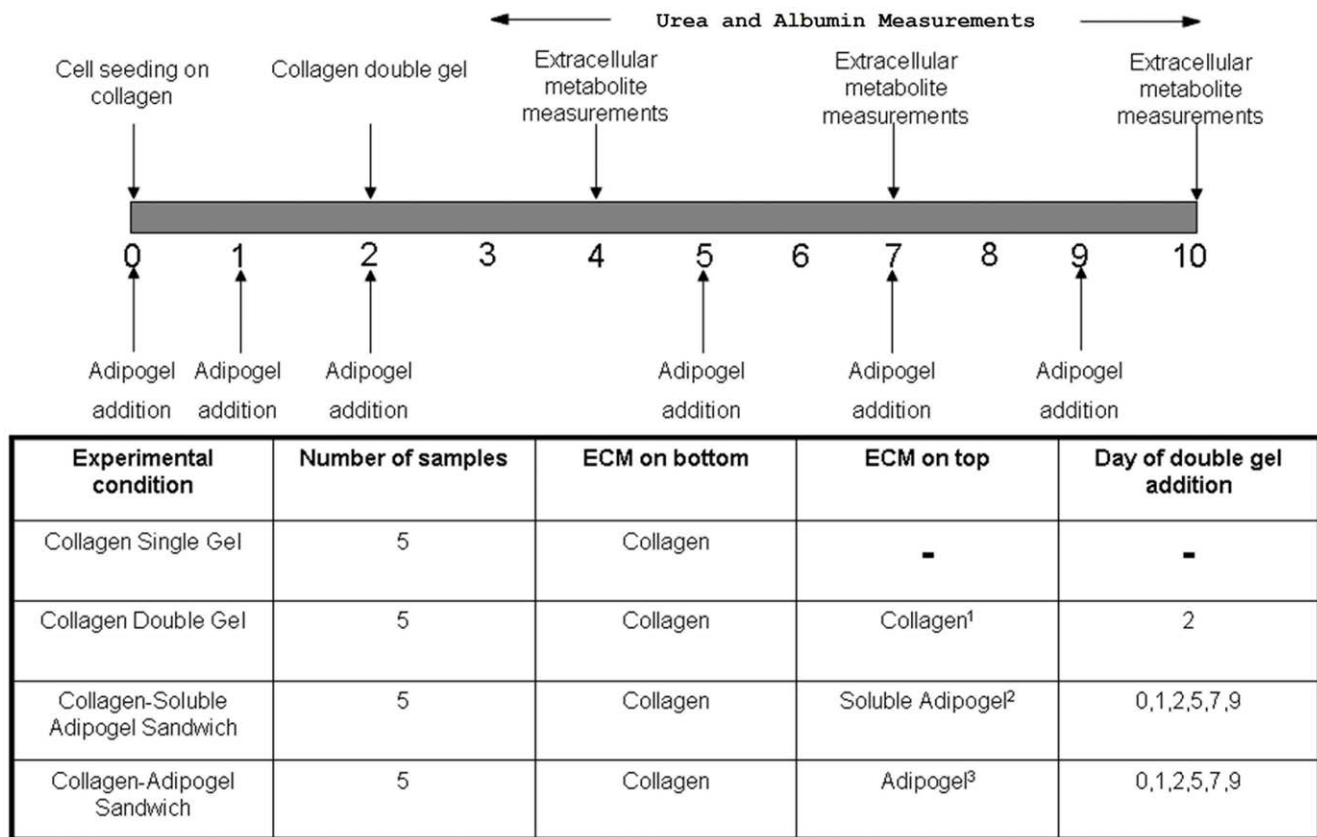 Urea and Albumin Measurements
Cell seeding on
collagen
Collagen double gel
Extracellular
metabolite
measurements
Extracellular
metabolite
measurements
Extracellular
metabolite
measurements
0 1 2 3 4 5 6 7 8 9 10
Adipogel
addition
Adipogel
addition
Adipogel
addition
Adipogel
addition
Adipogel
addition
Adipogel
addition
Experimental
condition
Number of samples
ECM on bottom
ECM on top
Day of double gel
addition
Collagen Single Gel
5
Collagen
-
-
Collagen Double Gel
5
Collagen
Collagen¹
2
Collagen-Soluble
Adipogel Sandwich
5
Collagen
Soluble Adipogel²
0,1,2,5,7,9
Collagen-Adipogel
Sandwich
5
Collagen
Adipogel³
0,1,2,5,7,9